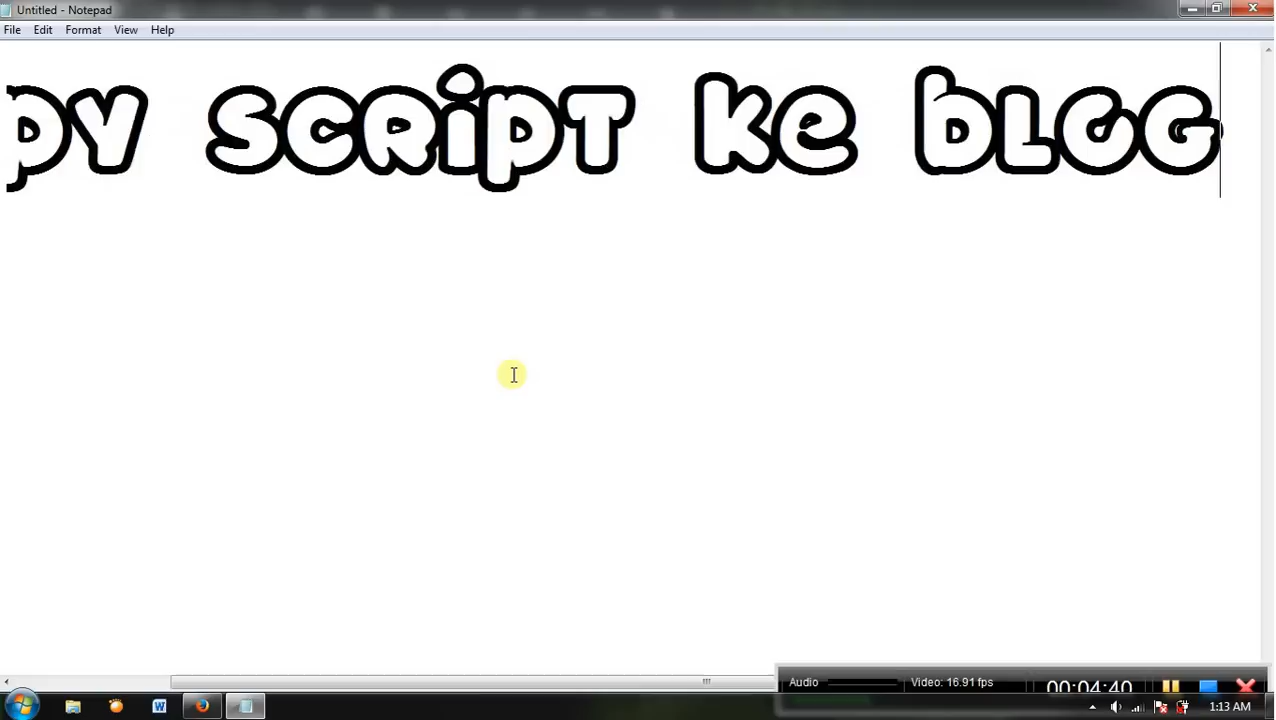 Untitled - Notepad
File Edit Format View Help
py script ke blgg
Audio
Video: 16.91 fps
00:04:40
1:13 AM